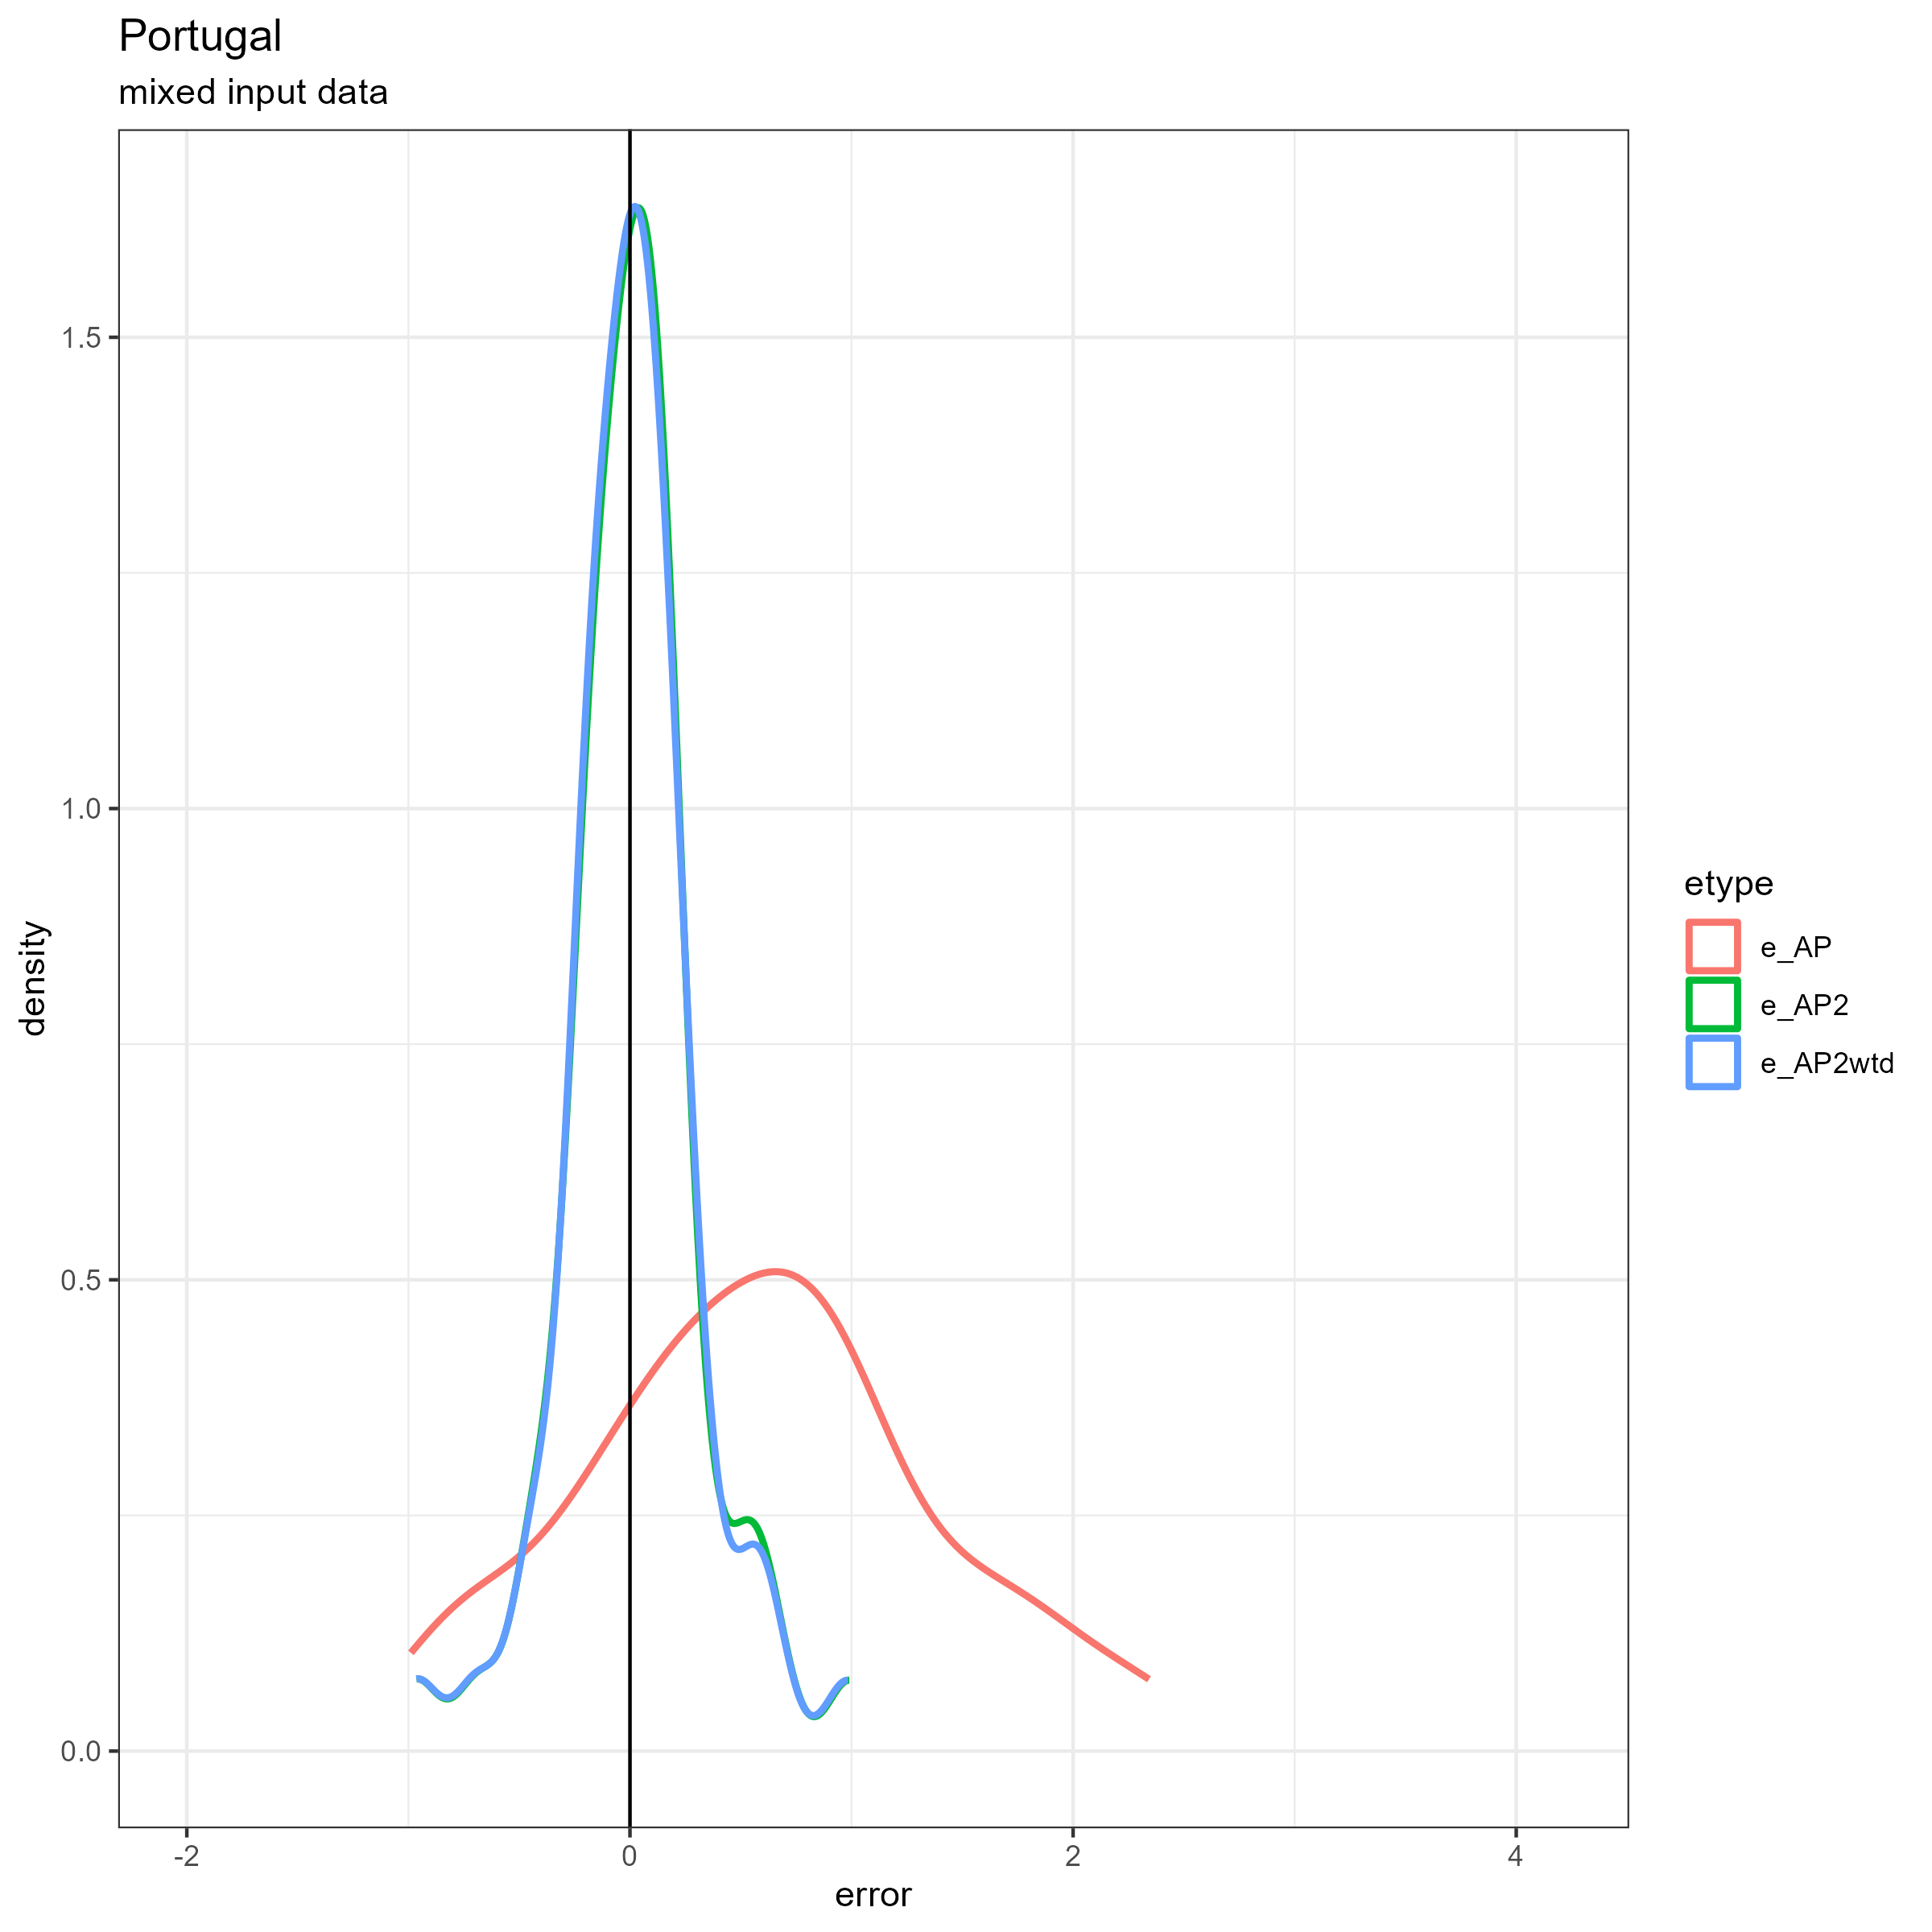 Portugal
mixed input data
1.5
1.0
0.5
0.0
density
-2
0
2
4
error
etype
e_AP
e_AP2
e_AP2wtd